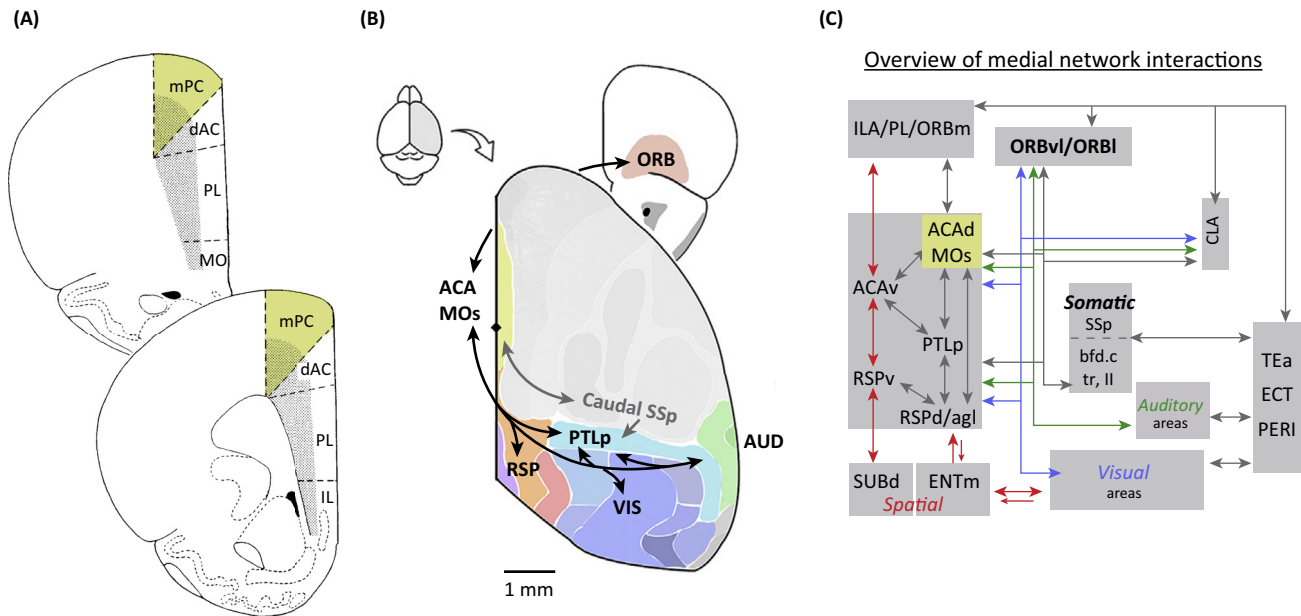 (A)
mPC
dAC
PL
MO
mPC
dAC
PL
IL
(B)
ORB
ACA
MOs
Caudal SSp
PTLp
AUD
RSP
VIS
1 mm
(C)
Overview of medial network interactions
ILA/PL/ORBm
ORBvl/ORBl
ACAd
MOs
CLA
ACAv
Somatic
SSp
PTLp
bfd.c
tr, ll
TEa
ECT
PERI
RSPv
RSPd/agl
Auditory
areas
SUBd
ENTm
Spatial
Visual
areas